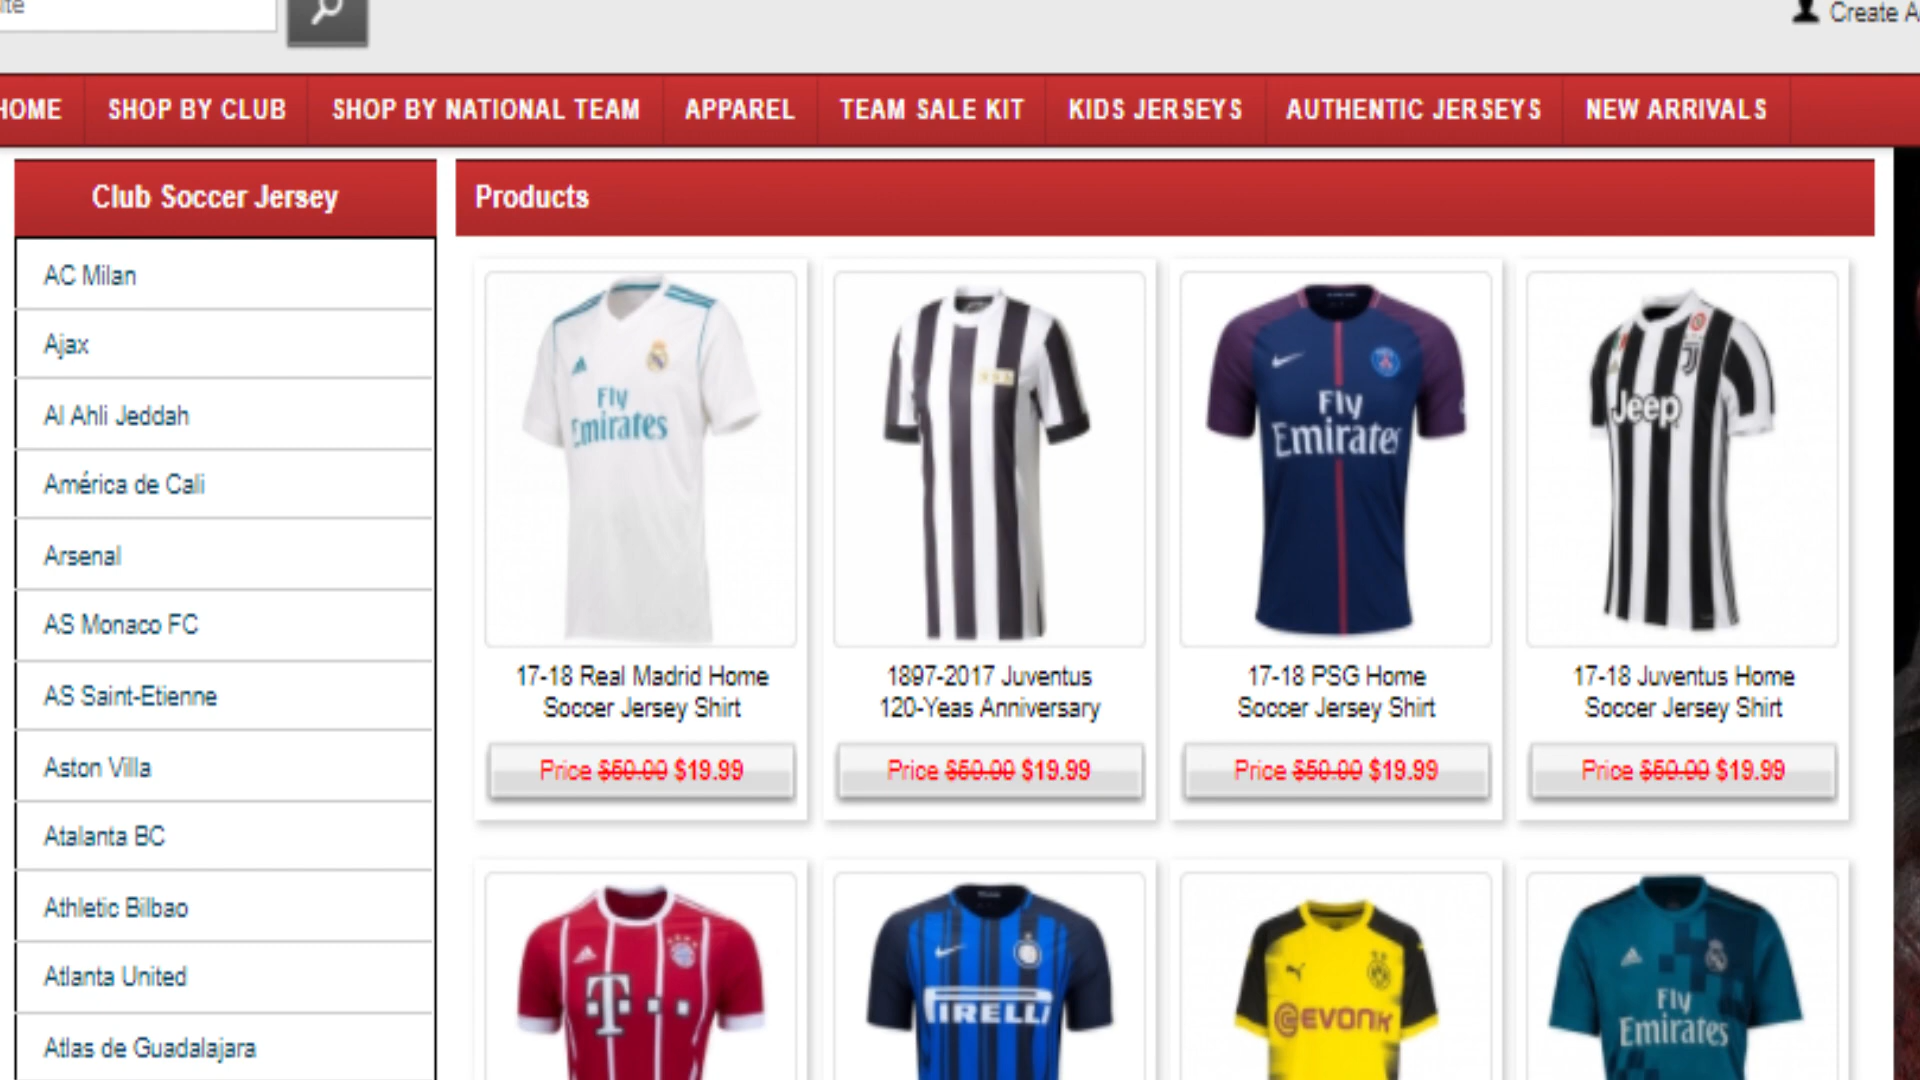 ite
Create A
HOME SHOP BY CLUB SHOP BY NATIONAL TEAM APPAREL TEAM SALE KIT KIDS JERSEYS AUTHENTIC JERSEYS NEW ARRIVALS
Club Soccer Jersey
AC Milan
Ajax
Al Ahli Jeddah
América de Cali
Arsenal
AS Monaco FC
AS Saint-Etienne
Aston Villa
Atalanta BC
Athletic Bilbao
Atlanta United
Atlas de Guadalajara
Products
Fly
Emirates
17-18 Real Madrid Home
Soccer Jersey Shirt
Price $60.00 $19.99
1897-2017 Juventus
120-Yeas Anniversary
Price $60.00 $19.99
Fly
Emirates
17-18 PSG Home
Soccer Jersey Shirt
Price $60.00 $19.99
Jeep
17-18 Juventus Home
Soccer Jersey Shirt
Price $60.00 $19.99
T
PIRELLI
EVONIK
Fly
Emirates